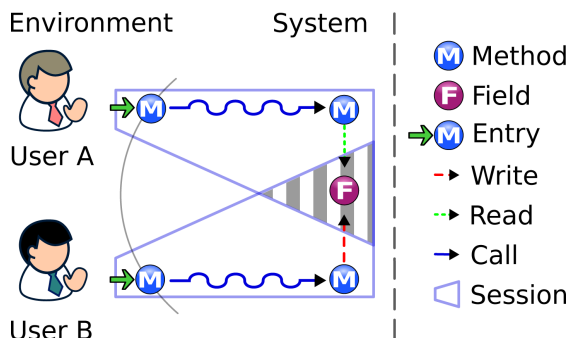 Environment System
User A
M M
F
User B
M M
M Method
F Field
M Entry
Write
Read
Call
Session